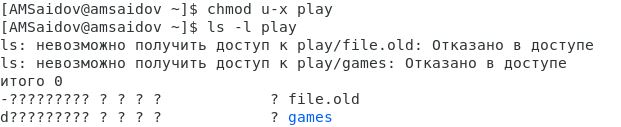 [AMSaidov@amsaidov ~]$ chmod u-x play
[AMSaidov@amsaidov ~]$ ls -l play
ls: невозможно получить доступ к play/file.old: Отказано в доступе
ls: невозможно получить доступ к play/games: Отказано в доступе
итого 0
-????????? ? ? ? ?            ? file.old
d????????? ? ? ? ?            ? games